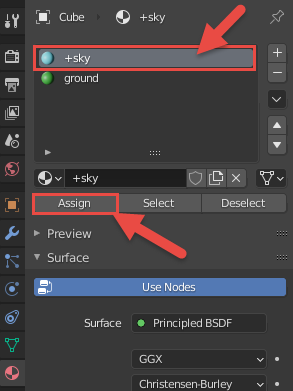 Cube > +sky
+sky
ground
+sky
Assign Select Deselect
Preview
Surface
Use Nodes
Surface Principled BSDF
GGX
Christensen-Burley